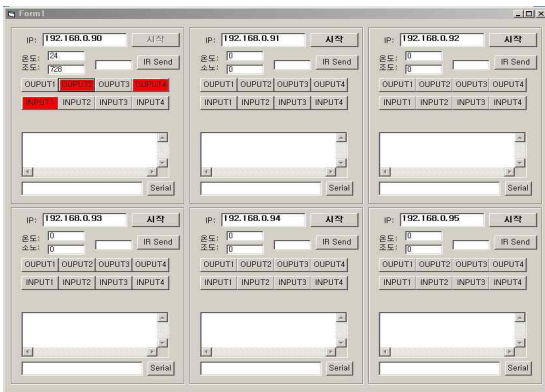 Form1
IP: 192.168.0.90 시작
온도: 24
조도: 728 IR Send
OUPUT1 OUPUT2 OUPUT3 OUPUT4
INPUT1 INPUT2 INPUT3 INPUT4
Serial
IP: 192.168.0.91 시작
온도: 0
소노: 0 IR Send
OUPUT1 OUPUT2 OUPUT3 OUPUT4
INPUT1 INPUT2 INPUT3 INPUT4
Serial
IP: 192.168.0.92 시작
온도: 0
조도: 0 IR Send
OUPUT1 OUPUT2 OUPUT3 OUPUT4
INPUT1 INPUT2 INPUT3 INPUT4
Serial
IP: 192.168.0.93 시작
온도: 0
소노: 0 IR Send
OUPUT1 OUPUT2 OUPUT3 OUPUT4
INPUT1 INPUT2 INPUT3 INPUT4
Serial
IP: 192.168.0.94 시작
온도: 0
조도: 0 IR Send
OUPUT1 OUPUT2 OUPUT3 OUPUT4
INPUT1 INPUT2 INPUT3 INPUT4
Serial
IP: 192.168.0.95 시작
온도: 0
조도: 0 IR Send
OUPUT1 OUPUT2 OUPUT3 OUPUT4
INPUT1 INPUT2 INPUT3 INPUT4
Serial